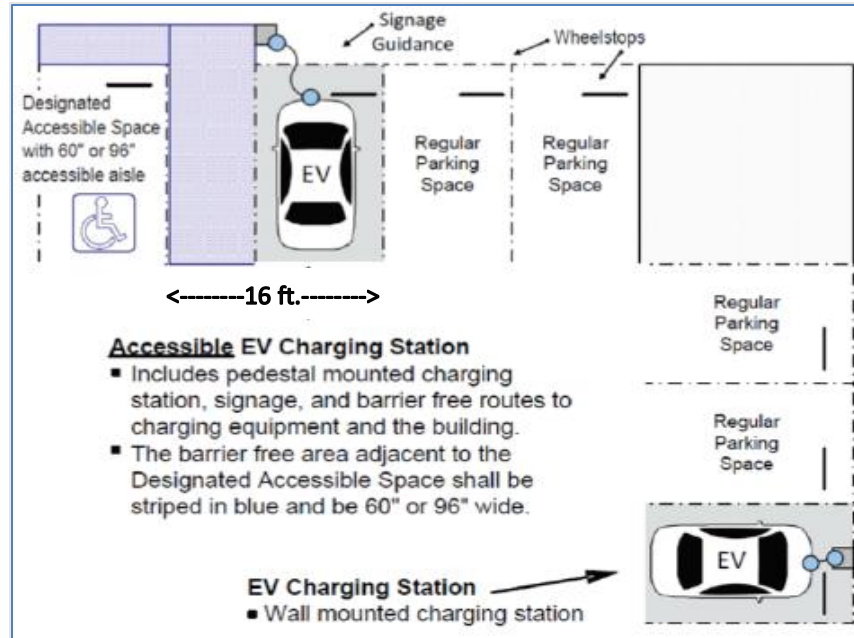 Signage
Guidance
Wheelstops
Designated
Accessible Space
with 60" or 96"
accessible aisle
EV
Regular
Parking
Space
Regular
Parking
Space
<--------16 ft.-------->
Regular
Parking
Space
Accessible EV Charging Station
▪ Includes pedestal mounted charging
station, signage, and barrier free routes to
charging equipment and the building.
▪ The barrier free area adjacent to the
Designated Accessible Space shall be
striped in blue and be 60" or 96" wide.
Regular
Parking
Space
EV
EV Charging Station
▪ Wall mounted charging station